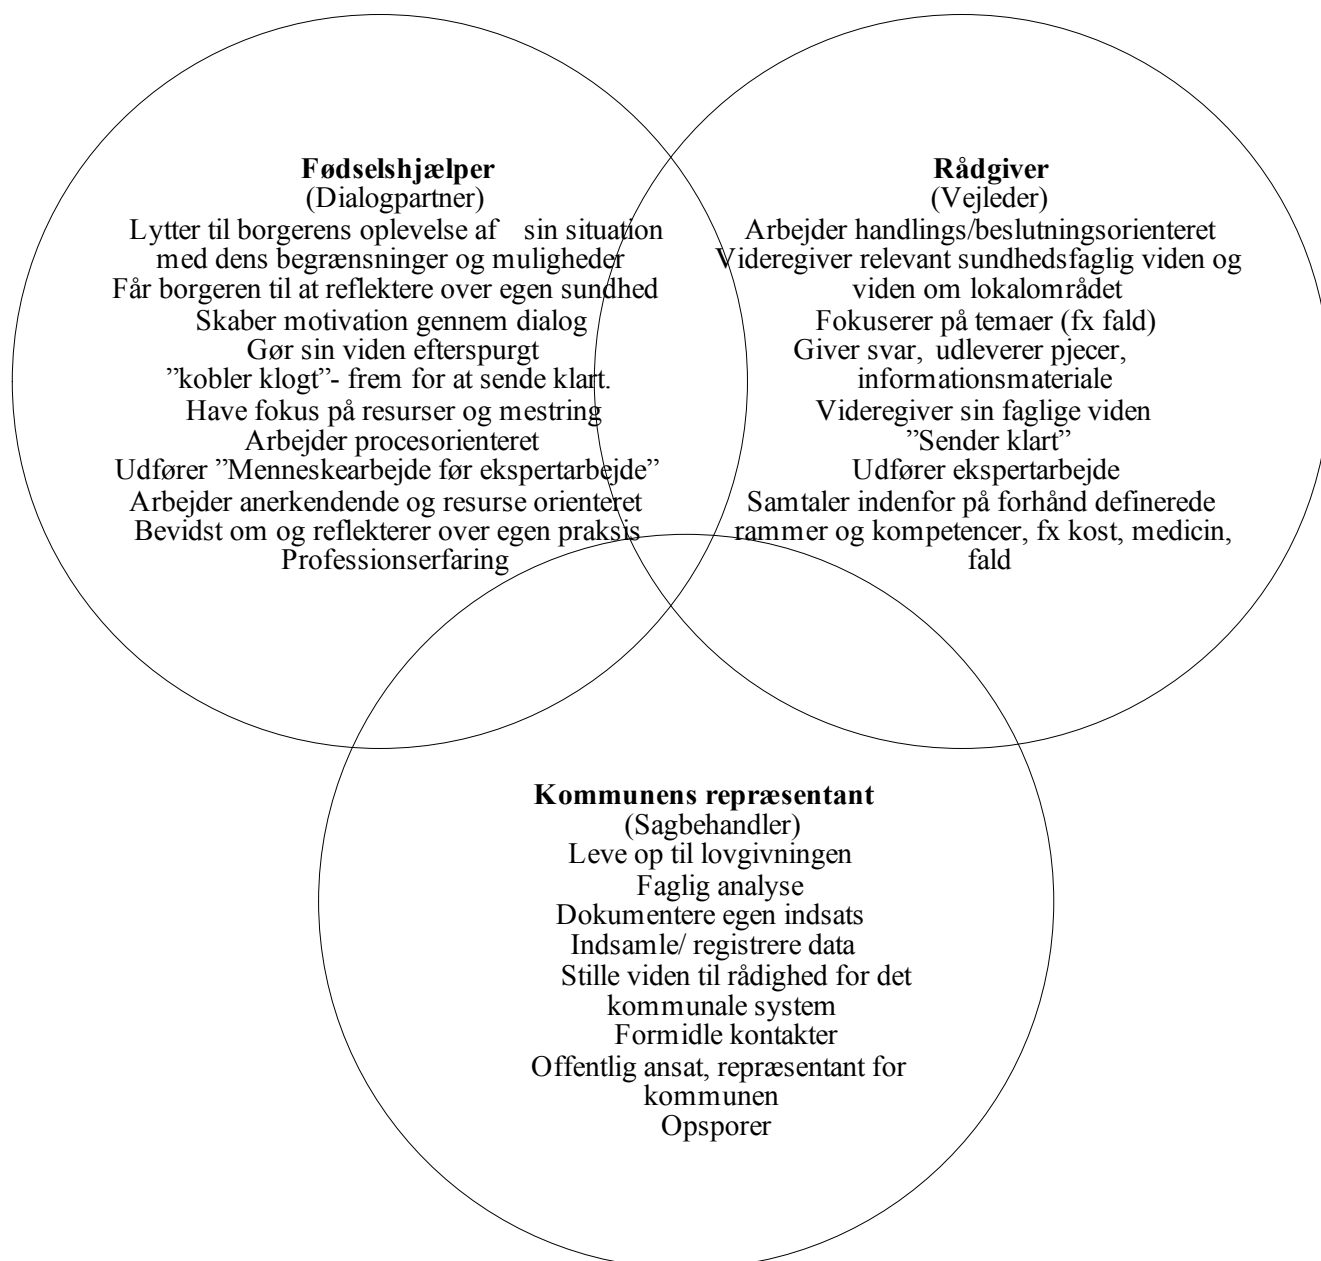 Fødselshjælper
(Dialogpartner)
Lytter til borgerens oplevelse af sin situation
med dens begrænsninger og muligheder
Får borgeren til at reflektere over egen sundhed
Skaber motivation gennem dialog
Gør sin viden efterspurgt
”kobler klogt”- frem for at sende klart.
Have fokus på resurser og mestring
Arbejder procesorienteret
Udfører ”Menneskearbejde før ekspertarbejde”
Arbejder anerkendende og resurse orienteret
Bevidst om og reflekterer over egen praksis
Professionserfaring
Rådgiver
(Vejleder)
Arbejder handlings/beslutningsorienteret
Videregiver relevant sundhedsfaglig viden og
viden om lokalområdet
Fokuserer på temaer (fx fald)
Giver svar, udleverer pjecer,
informationsmateriale
Videregiver sin faglige viden
”Sender klart”
Udfører ekspertarbejde
Samtaler indenfor på forhånd definerede
rammer og kompetencer, fx kost, medicin,
fald
Kommunens repræsentant
(Sagbehandler)
Leve op til lovgivningen
Faglig analyse
Dokumentere egen indsats
Indsamle/ registrere data
Stille viden til rådighed for det
kommunale system
Formidle kontakter
Offentlig ansat, repræsentant for
kommunen
Opsporer